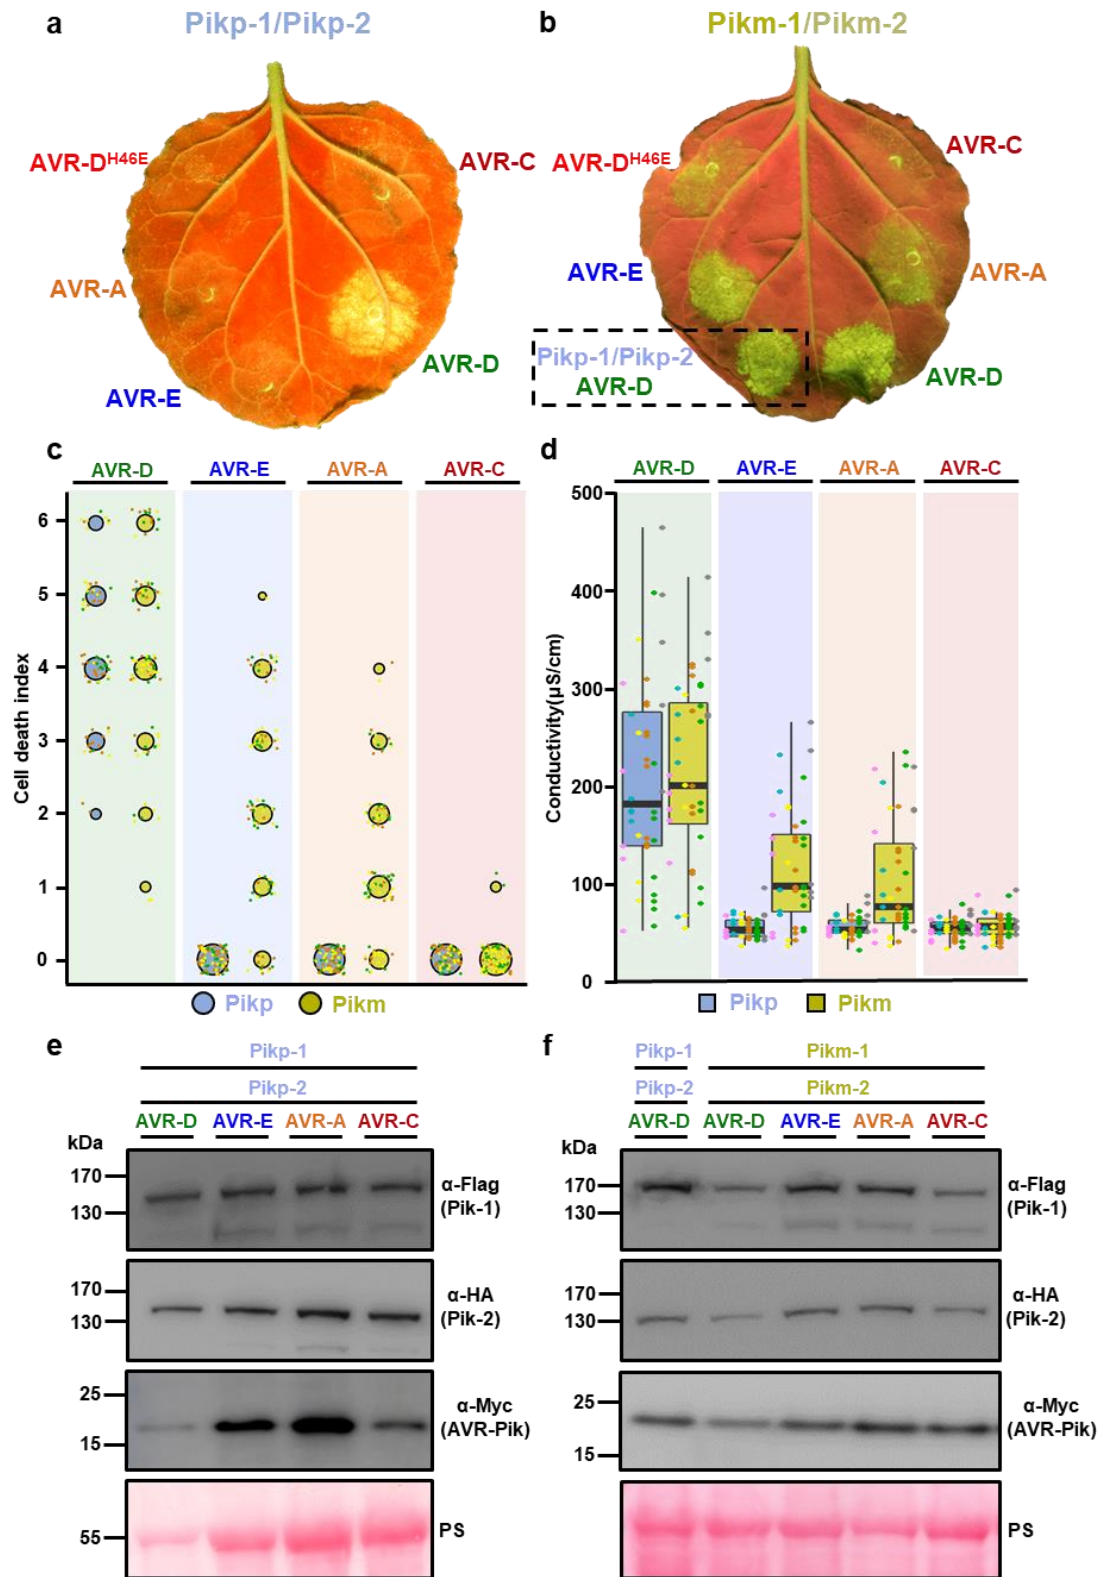 a Pikp-1/Pikp-2
AVR-D^H46E
AVR-C
AVR-A
AVR-D
AVR-E
b Pikm-1/Pikm-2
AVR-D^H46E
AVR-C
AVR-E
AVR-A
Pikp-1/Pikp-2
AVR-D
AVR-D
c
AVR-D AVR-E AVR-A AVR-C
Cell death index
6
5
4
3
2
1
0
Pikp Pikm
d
AVR-D AVR-E AVR-A AVR-C
Conductivity(μS/cm)
500
400
300
200
100
0
Pikp Pikm
e
Pikp-1
Pikp-2
AVR-D AVR-E AVR-A AVR-C
kDa
170
130
α-Flag
(Pik-1)
170
130
α-HA
(Pik-2)
25
15
α-Myc
(AVR-Pik)
55
PS
f
Pikp-1 Pikm-1
Pikp-2 Pikm-2
AVR-D AVR-D AVR-E AVR-A AVR-C
kDa
170
130
α-Flag
(Pik-1)
170
130
α-HA
(Pik-2)
25
15
α-Myc
(AVR-Pik)
PS